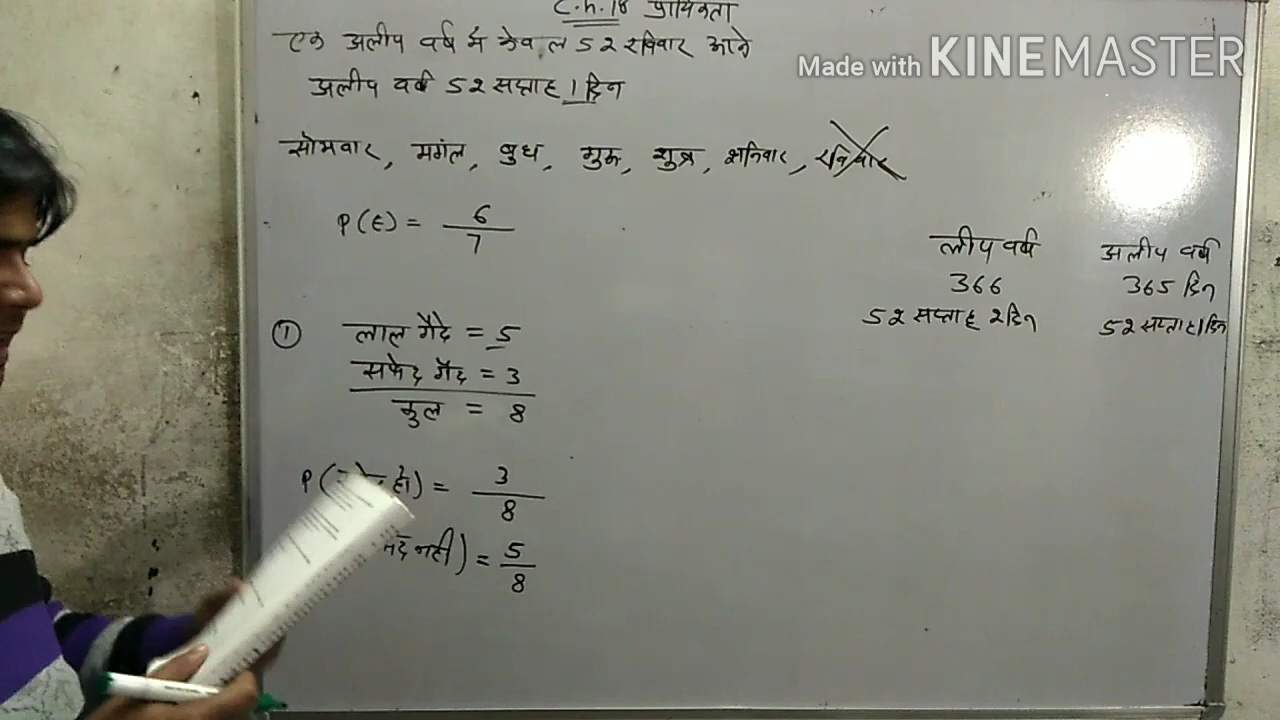 C.h.18 प्रायिकता
एक अलीप वर्ष में केवल 52 रविवार आने
अलीप वर्ष 52 सप्ताह 1 दिन
सोमवार, मगंल, बुध, गुरू, शुक्र, शनिवार, रविवार
P(E) = 6/7
① लाल गेंदे = 5
सफेद गेंद = 3
कुल = 8
P( हो) = 3/8
नही) = 5/8
लीप वर्ष
366
52 सप्ताह 2 दिन
अलीप वर्ष
365 दिन
52 सप्ताह 1 दिन
Made with KINEMASTER